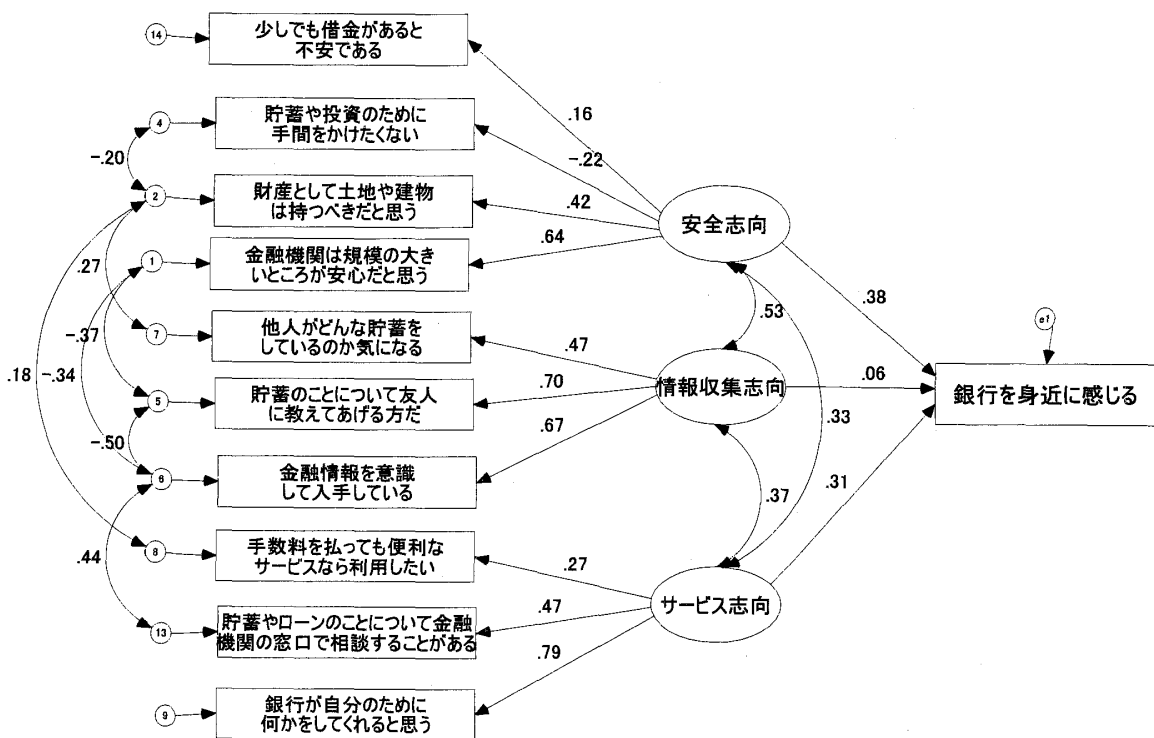 14
少しでも借金があると
不安である
.16
4
貯蓄や投資のために
手間をかけたくない
-.22
-.20
2
財産として土地や建物
は持つべきだと思う
.42
安全志向
1
金融機関は規模の大き
いところが安心だと思う
.64
.27
.38
.53
e1
-.37
7
他人がどんな貯蓄を
しているのか気になる
.47
.18
-.34
5
貯蓄のことについて友人
に教えてあげる方だ
.70
情報収集志向
.06
銀行を身近に感じる
.33
-.50
.67
6
金融情報を意識
して入手している
.37
.31
.44
8
手数料を払っても便利な
サービスなら利用したい
.27
サービス志向
13
貯蓄やローンのことについて金融
機関の窓口で相談することがある
.47
.79
9
銀行が自分のために
何かをしてくれると思う